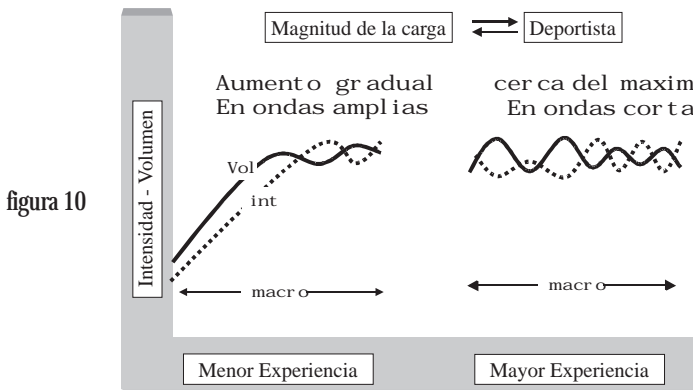 Magnitud de la carga
Deportista
Aumento gradual
En ondas amplias
cerca del maxim
En ondas corta
Intensidad - Volumen
Vol
int
figura 10
macro
macro
Menor Experiencia
Mayor Experiencia